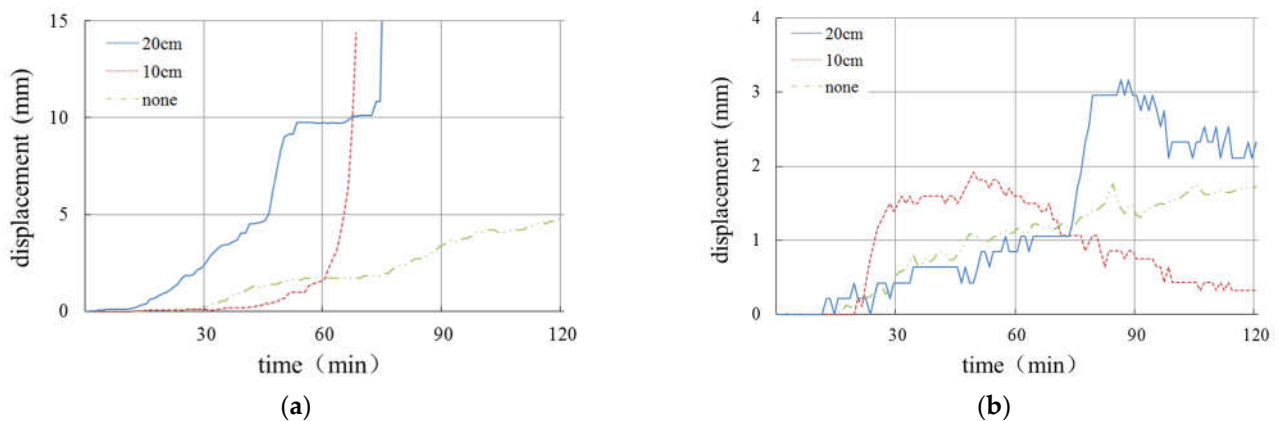 15
10
5
0
displacement (mm)
20cm
10cm
none
30
60
90
120
time（min）
(a)
4
3
2
1
0
displacement (mm)
20cm
10cm
none
30
60
90
120
time（min）
(b)